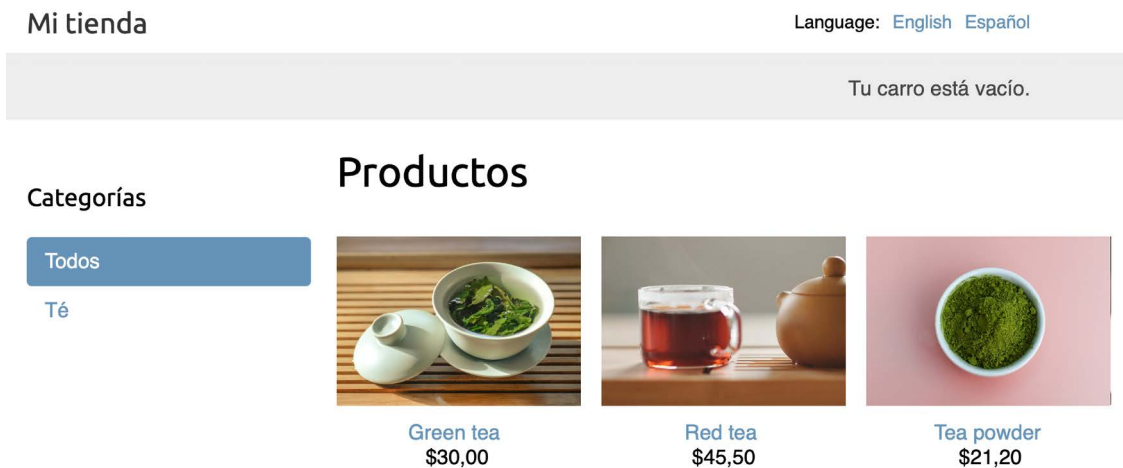 Mi tienda
Language: English Español
Tu carro está vacío.
Categorías
Todos
Té
Productos
Green tea
$30,00
Red tea
$45,50
Tea powder
$21,20